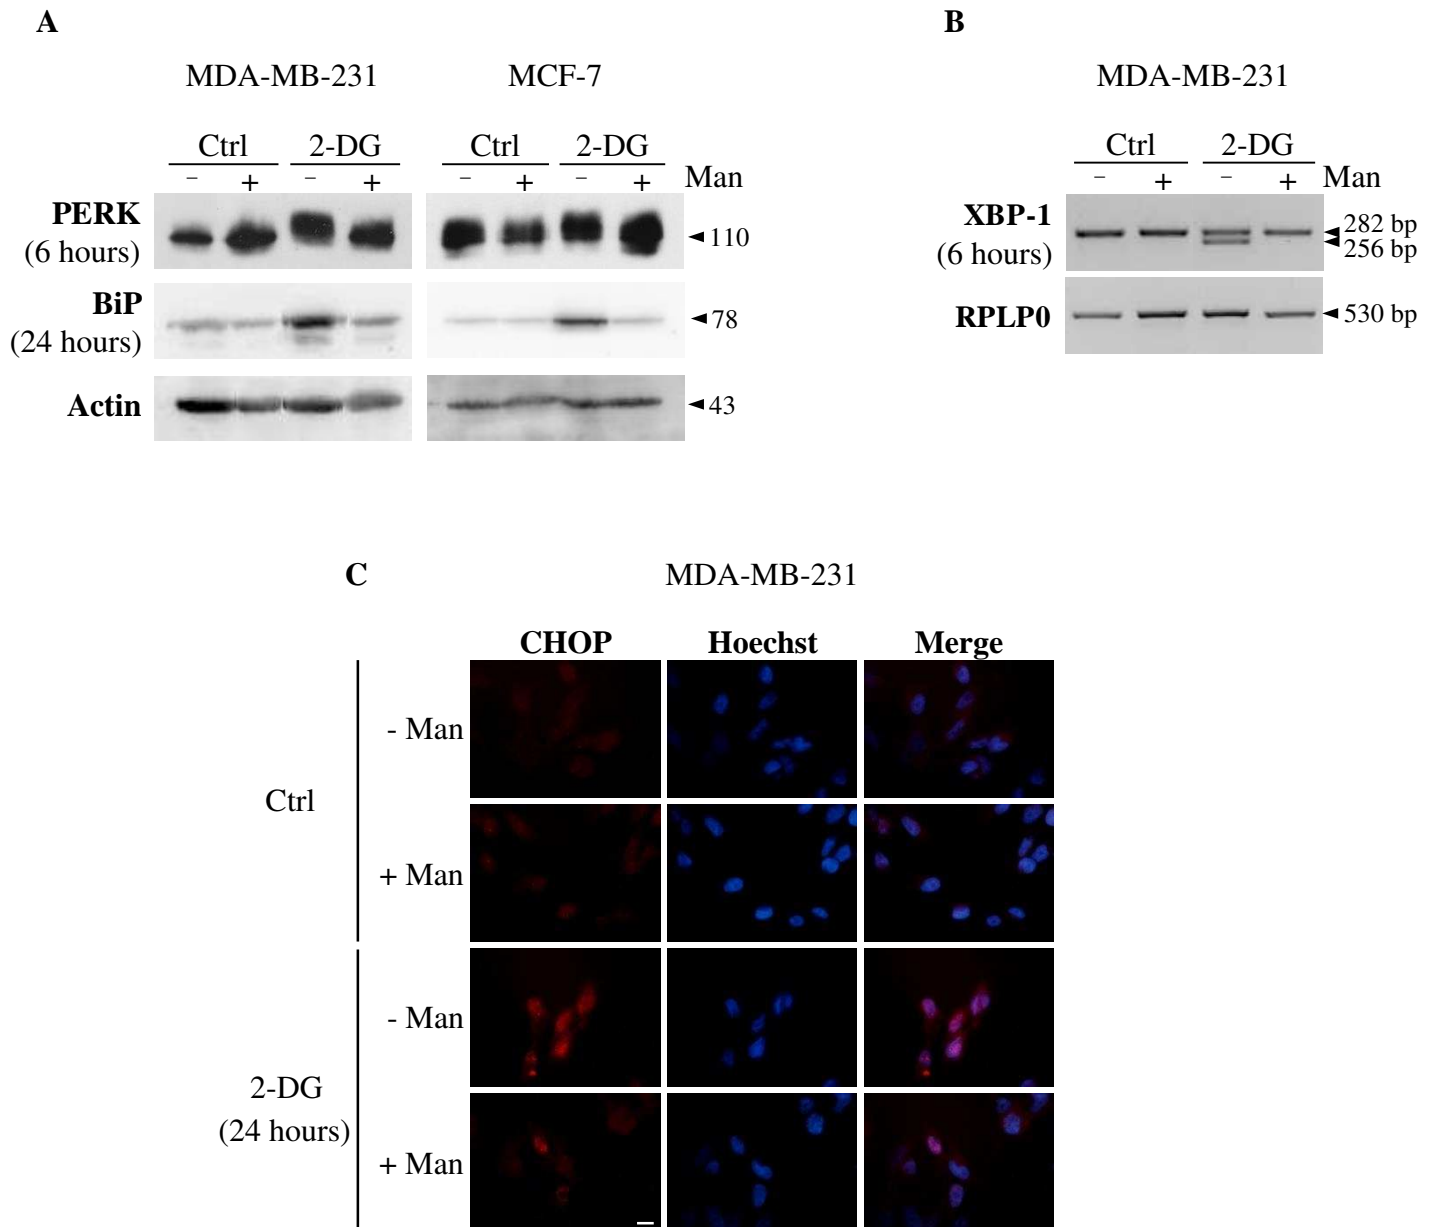 A
B
MDA-MB-231 MCF-7
MDA-MB-231
Ctrl 2-DG Ctrl 2-DG
− + − + − + − + Man
PERK
(6 hours)
110
BiP
(24 hours)
78
Actin
43
Ctrl 2-DG
− + − + Man
XBP-1
(6 hours)
282 bp
256 bp
RPLP0
530 bp
C
MDA-MB-231
CHOP Hoechst Merge
Ctrl
- Man
+ Man
2-DG
(24 hours)
- Man
+ Man